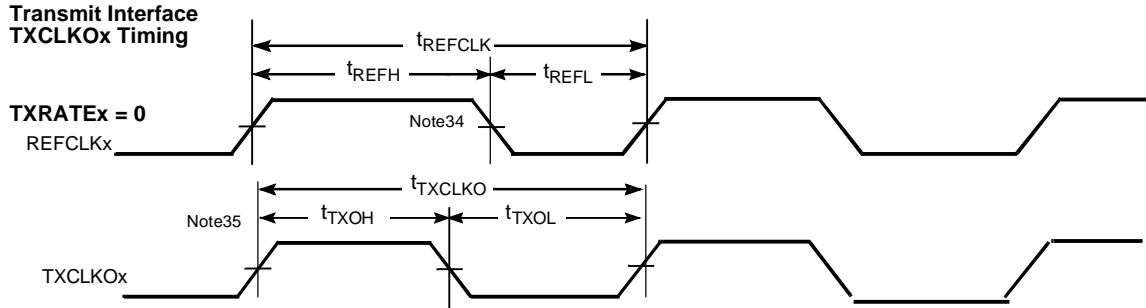 Transmit Interface
TXCLKOx Timing
tREFCLK
tREFH
tREFL
TXRATEx = 0
Note34
REFCLKx
tTXCLKO
Note35
tTXOH
tTXOL
TXCLKOx